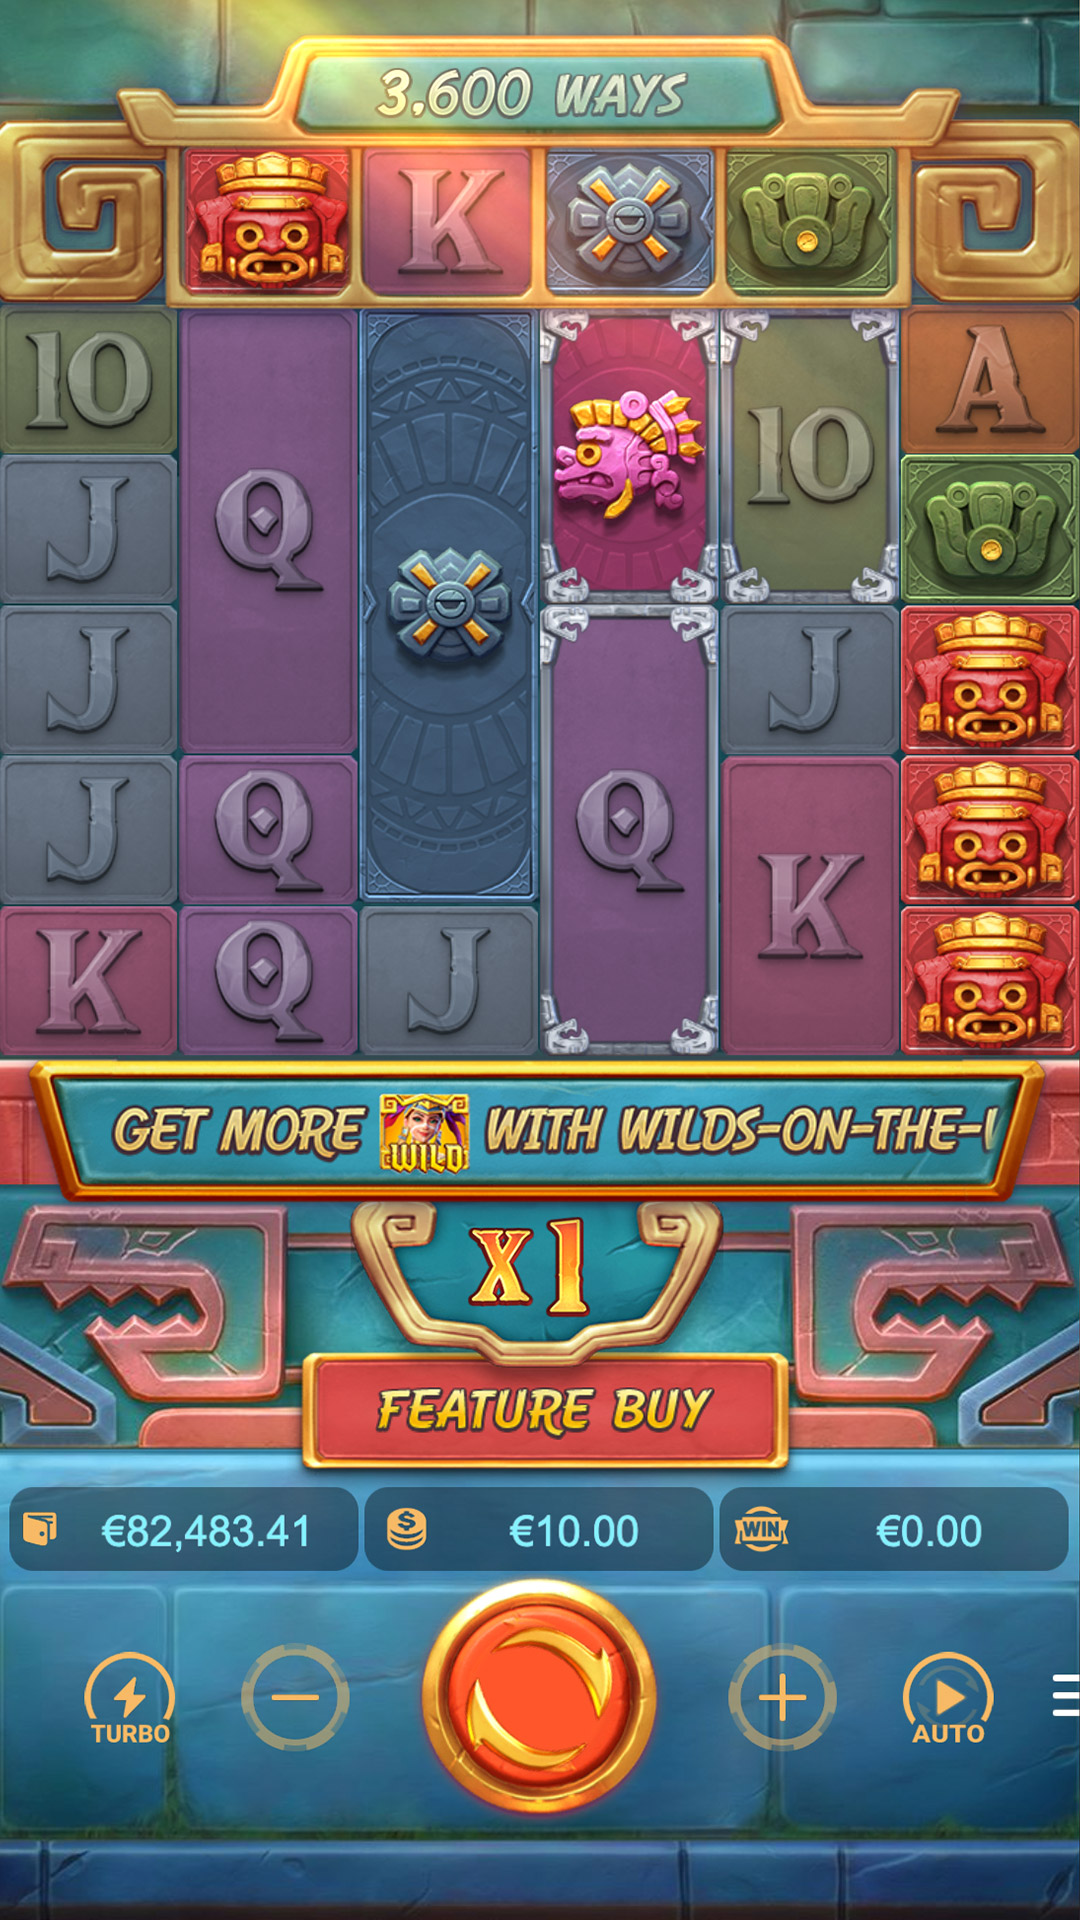 3,600 WAYS
K
10 Q 10 A
J
J J
J Q Q K
K Q J
GET MORE WILD WITH WILDS-ON-THE-
X1
FEATURE BUY
€82,483.41 €10.00 WIN €0.00
TURBO AUTO